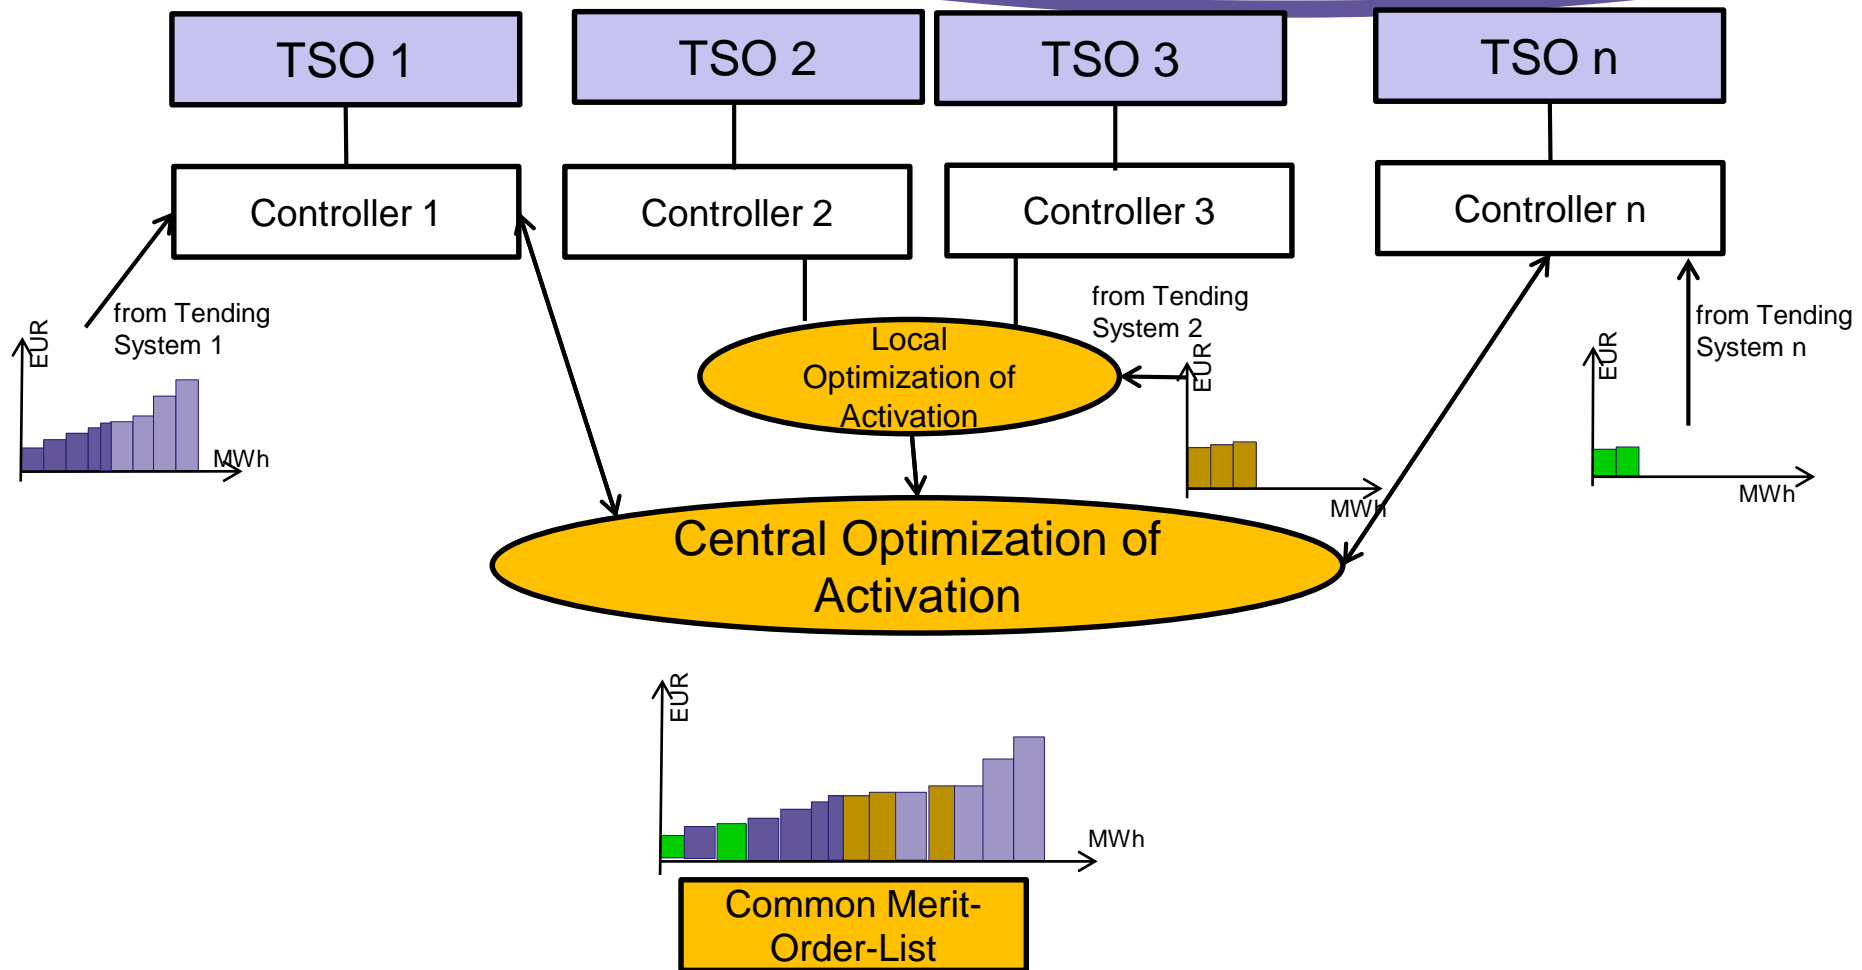 TSO 1
TSO 2
TSO 3
TSO n
Controller 1
Controller 2
Controller 3
Controller n
from Tending
System 1
EUR
MWh
Local
Optimization of
Activation
from Tending
System 2
EUR
MWh
from Tending
System n
EUR
MWh
Central Optimization of
Activation
EUR
MWh
Common Merit-
Order-List